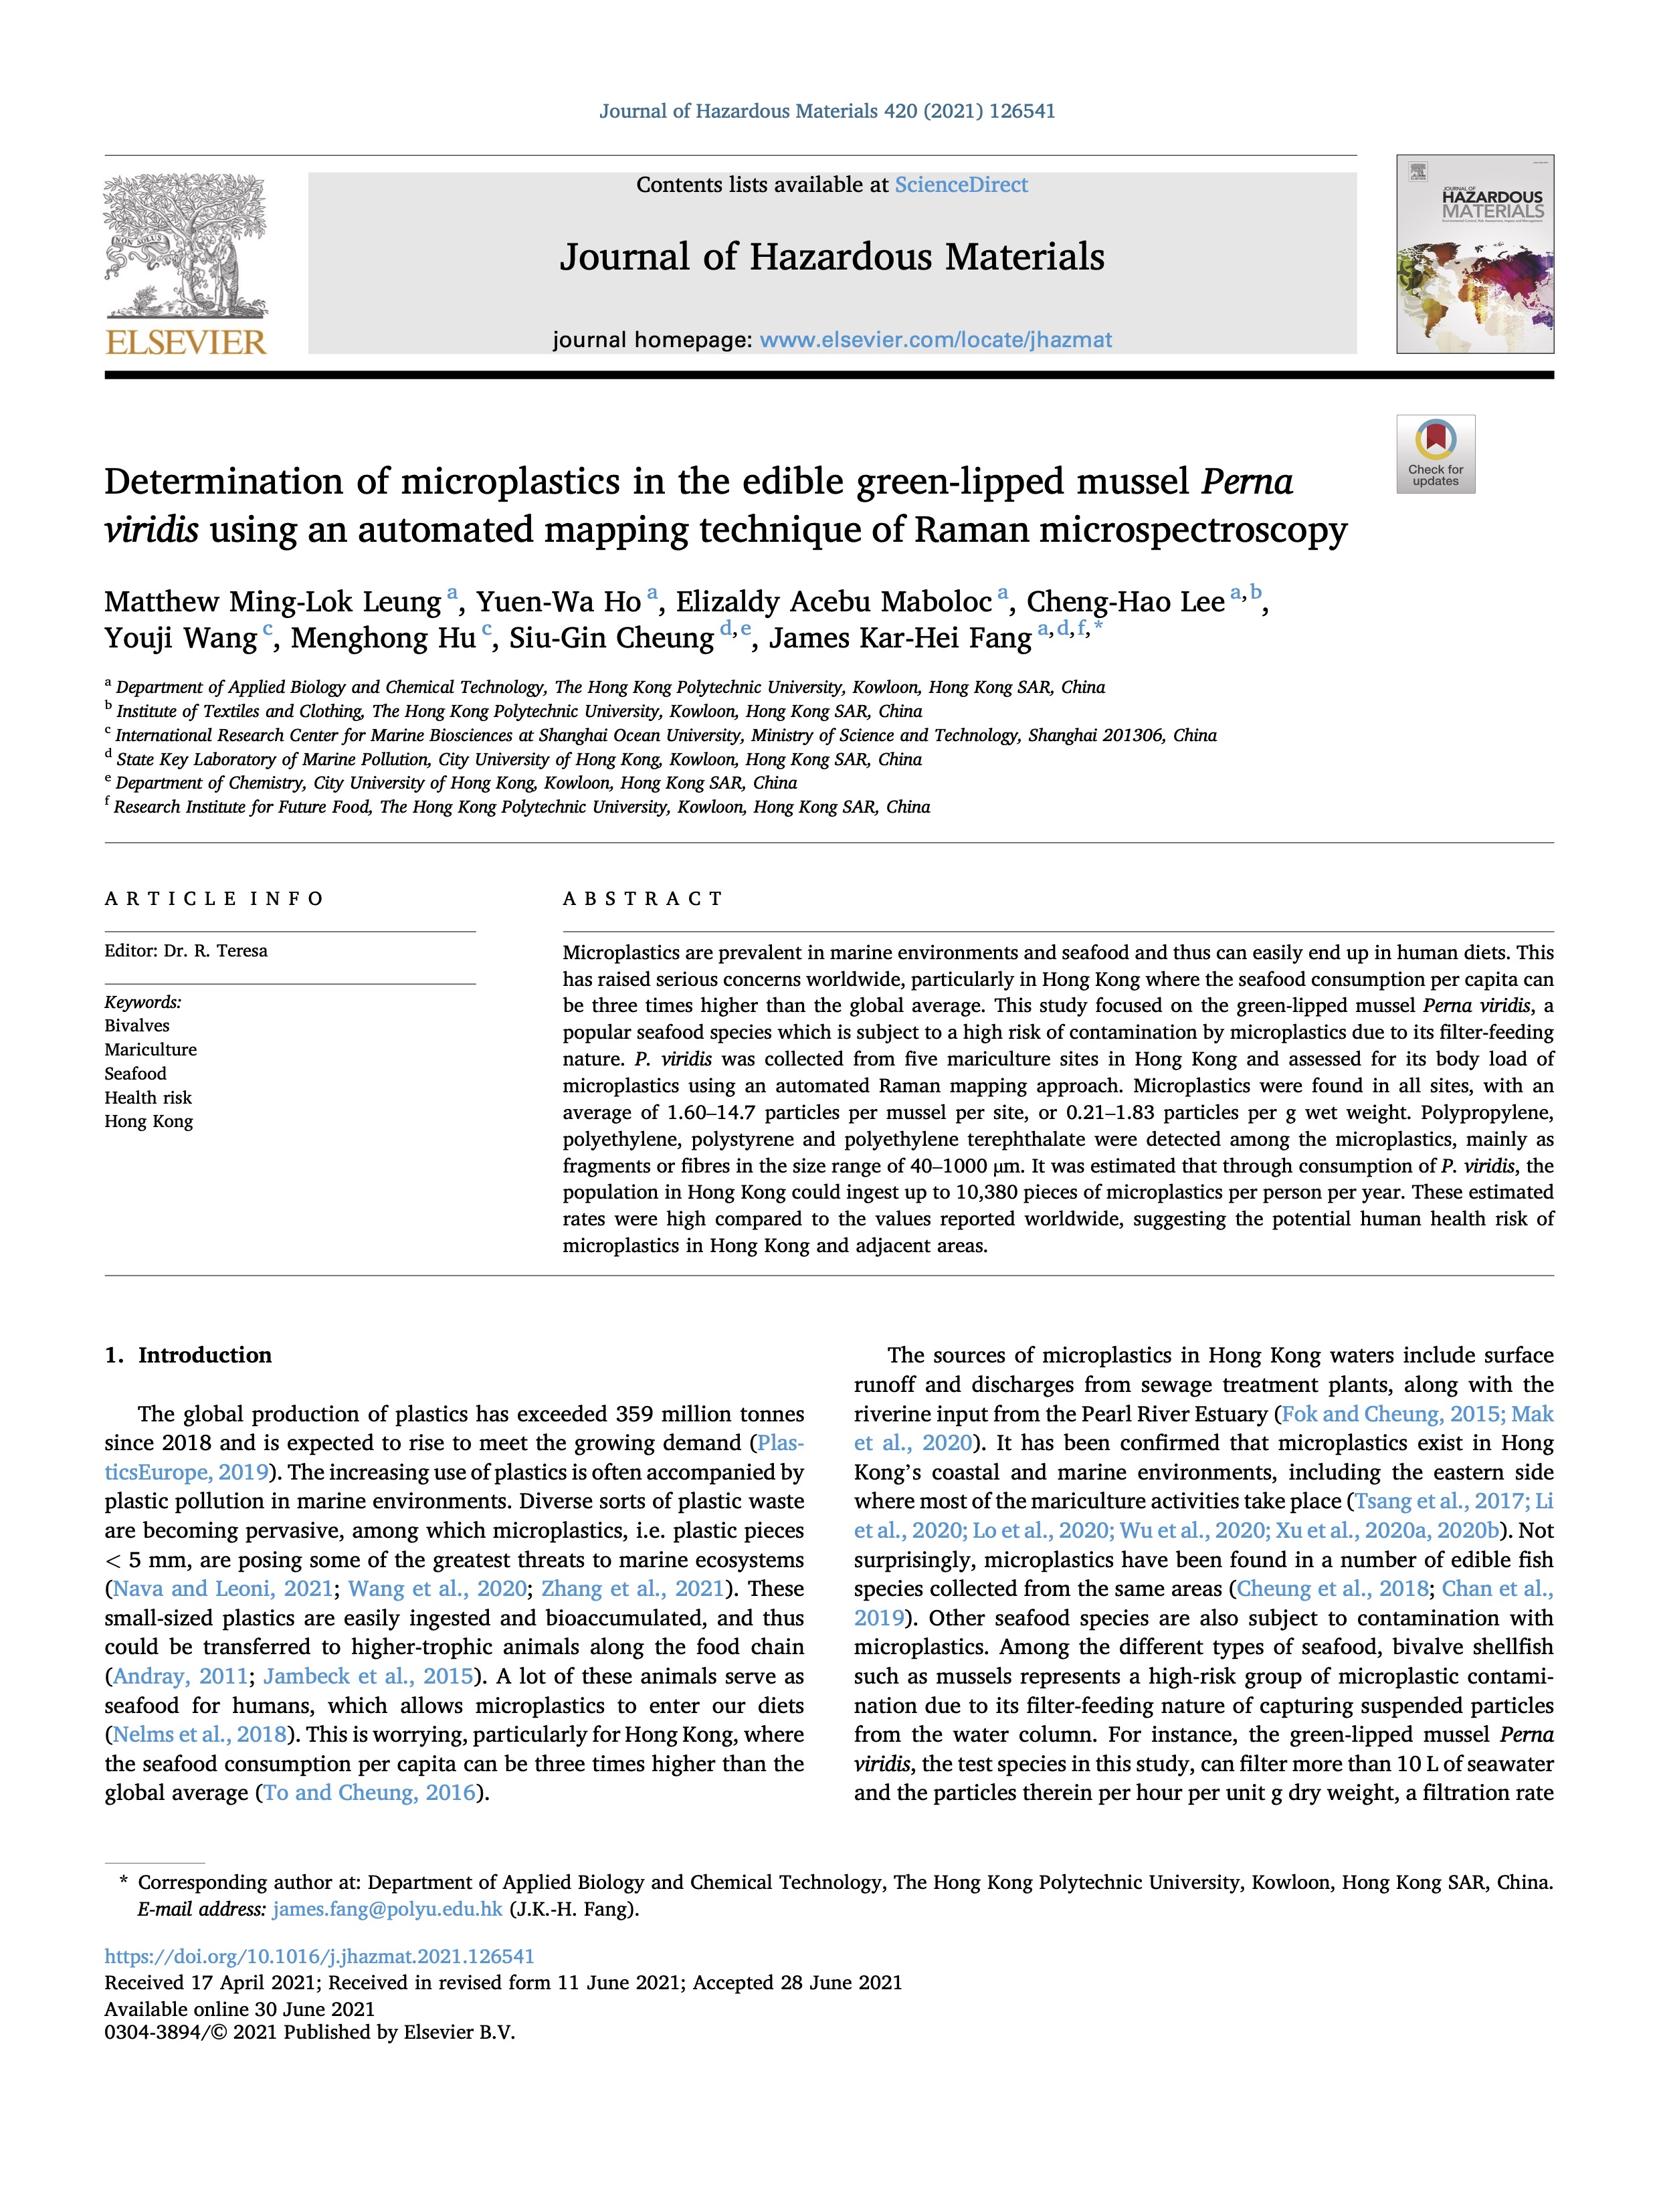 Journal of Hazardous Materials 420 (2021) 126541
Contents lists available at ScienceDirect
Journal of Hazardous Materials
journal homepage: www.elsevier.com/locate/jhazmat
NON SOLUS
ELSEVIER
ELSEVIER
JOURNAL OF
HAZARDOUS
MATERIALS
Check for
updates
Determination of microplastics in the edible green-lipped mussel Perna
viridis using an automated mapping technique of Raman microspectroscopy
Matthew Ming-Lok Leung a, Yuen-Wa Ho a, Elizaldy Acebu Maboloc a, Cheng-Hao Lee a,b,
Youji Wang c, Menghong Hu c, Siu-Gin Cheung d,e, James Kar-Hei Fang a,d,f,*
a Department of Applied Biology and Chemical Technology, The Hong Kong Polytechnic University, Kowloon, Hong Kong SAR, China
b Institute of Textiles and Clothing, The Hong Kong Polytechnic University, Kowloon, Hong Kong SAR, China
c International Research Center for Marine Biosciences at Shanghai Ocean University, Ministry of Science and Technology, Shanghai 201306, China
d State Key Laboratory of Marine Pollution, City University of Hong Kong, Kowloon, Hong Kong SAR, China
e Department of Chemistry, City University of Hong Kong, Kowloon, Hong Kong SAR, China
f Research Institute for Future Food, The Hong Kong Polytechnic University, Kowloon, Hong Kong SAR, China
ARTICLE INFO
Editor: Dr. R. Teresa
Keywords:
Bivalves
Mariculture
Seafood
Health risk
Hong Kong
ABSTRACT
Microplastics are prevalent in marine environments and seafood and thus can easily end up in human diets. This
has raised serious concerns worldwide, particularly in Hong Kong where the seafood consumption per capita can
be three times higher than the global average. This study focused on the green-lipped mussel Perna viridis, a
popular seafood species which is subject to a high risk of contamination by microplastics due to its filter-feeding
nature. P. viridis was collected from five mariculture sites in Hong Kong and assessed for its body load of
microplastics using an automated Raman mapping approach. Microplastics were found in all sites, with an
average of 1.60–14.7 particles per mussel per site, or 0.21–1.83 particles per g wet weight. Polypropylene,
polyethylene, polystyrene and polyethylene terephthalate were detected among the microplastics, mainly as
fragments or fibres in the size range of 40–1000 µm. It was estimated that through consumption of P. viridis, the
population in Hong Kong could ingest up to 10,380 pieces of microplastics per person per year. These estimated
rates were high compared to the values reported worldwide, suggesting the potential human health risk of
microplastics in Hong Kong and adjacent areas.
1. Introduction
The global production of plastics has exceeded 359 million tonnes
since 2018 and is expected to rise to meet the growing demand (Plas-
ticsEurope, 2019). The increasing use of plastics is often accompanied by
plastic pollution in marine environments. Diverse sorts of plastic waste
are becoming pervasive, among which microplastics, i.e. plastic pieces
< 5 mm, are posing some of the greatest threats to marine ecosystems
(Nava and Leoni, 2021; Wang et al., 2020; Zhang et al., 2021). These
small-sized plastics are easily ingested and bioaccumulated, and thus
could be transferred to higher-trophic animals along the food chain
(Andray, 2011; Jambeck et al., 2015). A lot of these animals serve as
seafood for humans, which allows microplastics to enter our diets
(Nelms et al., 2018). This is worrying, particularly for Hong Kong, where
the seafood consumption per capita can be three times higher than the
global average (To and Cheung, 2016).
The sources of microplastics in Hong Kong waters include surface
runoff and discharges from sewage treatment plants, along with the
riverine input from the Pearl River Estuary (Fok and Cheung, 2015; Mak
et al., 2020). It has been confirmed that microplastics exist in Hong
Kong's coastal and marine environments, including the eastern side
where most of the mariculture activities take place (Tsang et al., 2017; Li
et al., 2020; Lo et al., 2020; Wu et al., 2020; Xu et al., 2020a, 2020b). Not
surprisingly, microplastics have been found in a number of edible fish
species collected from the same areas (Cheung et al., 2018; Chan et al.,
2019). Other seafood species are also subject to contamination with
microplastics. Among the different types of seafood, bivalve shellfish
such as mussels represents a high-risk group of microplastic contami-
nation due to its filter-feeding nature of capturing suspended particles
from the water column. For instance, the green-lipped mussel Perna
viridis, the test species in this study, can filter more than 10 L of seawater
and the particles therein per hour per unit g dry weight, a filtration rate
* Corresponding author at: Department of Applied Biology and Chemical Technology, The Hong Kong Polytechnic University, Kowloon, Hong Kong SAR, China.
E-mail address: james.fang@polyu.edu.hk (J.K.-H. Fang).
https://doi.org/10.1016/j.jhazmat.2021.126541
Received 17 April 2021; Received in revised form 11 June 2021; Accepted 28 June 2021
Available online 30 June 2021
0304-3894/© 2021 Published by Elsevier B.V.